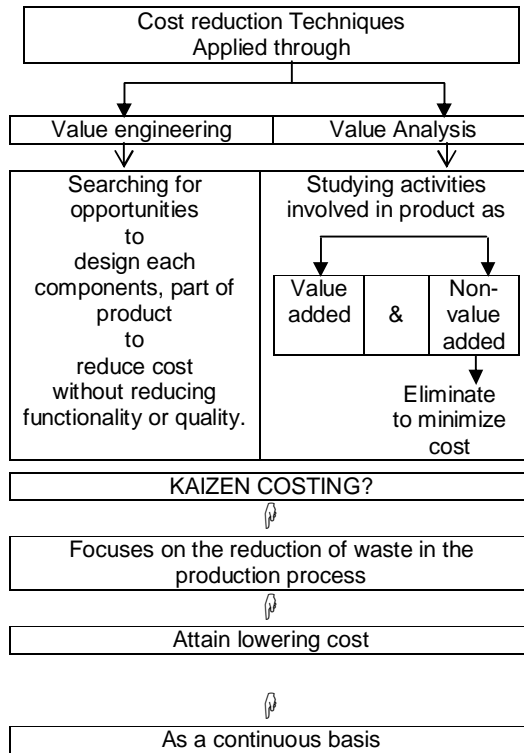 Cost reduction Techniques
Applied through
Value engineering
Value Analysis
Searching for
opportunities
to
design each
components, part of
product
to
reduce cost
without reducing
functionality or quality.
Studying activities
involved in product as
Value
added
&
Non-
value
added
Eliminate
to minimize
cost
KAIZEN COSTING?
Focuses on the reduction of waste in the
production process
Attain lowering cost
As a continuous basis